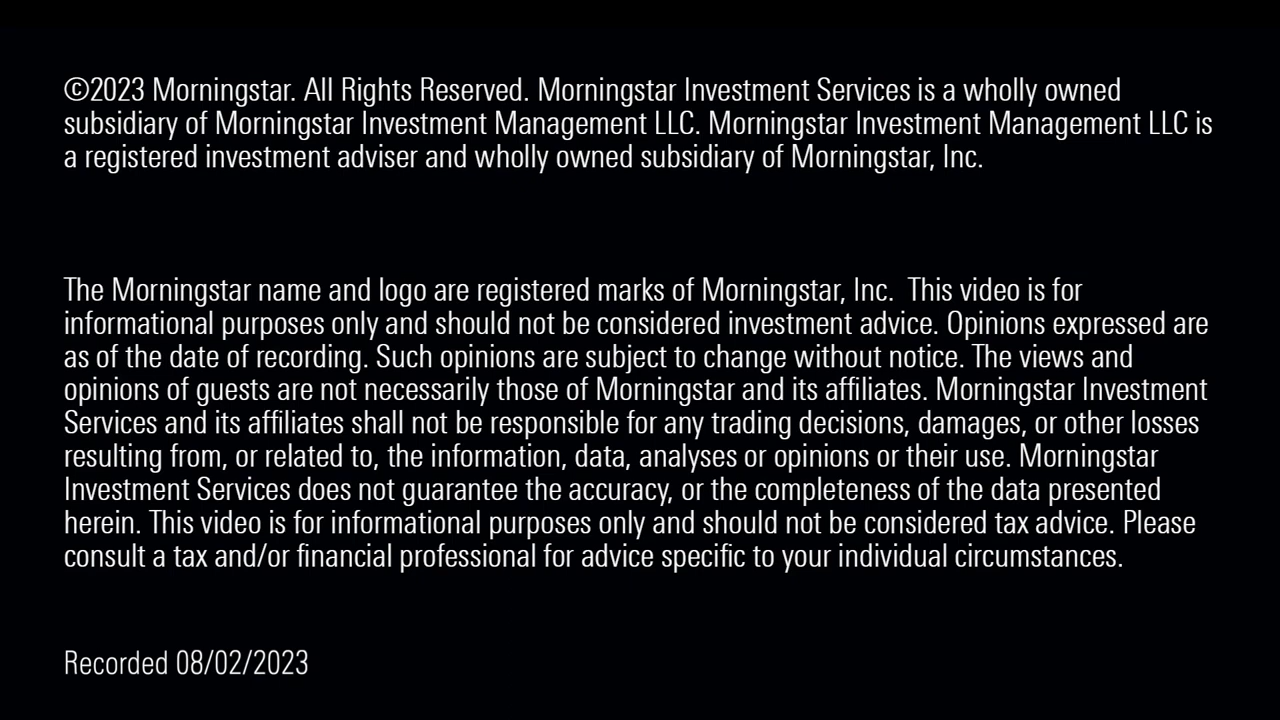 ©2023 Morningstar. All Rights Reserved. Morningstar Investment Services is a wholly owned
subsidiary of Morningstar Investment Management LLC. Morningstar Investment Management LLC is
a registered investment adviser and wholly owned subsidiary of Morningstar, Inc.
The Morningstar name and logo are registered marks of Morningstar, Inc.  This video is for
informational purposes only and should not be considered investment advice. Opinions expressed are
as of the date of recording. Such opinions are subject to change without notice. The views and
opinions of guests are not necessarily those of Morningstar and its affiliates. Morningstar Investment
Services and its affiliates shall not be responsible for any trading decisions, damages, or other losses
resulting from, or related to, the information, data, analyses or opinions or their use. Morningstar
Investment Services does not guarantee the accuracy, or the completeness of the data presented
herein. This video is for informational purposes only and should not be considered tax advice. Please
consult a tax and/or financial professional for advice specific to your individual circumstances.
Recorded 08/02/2023